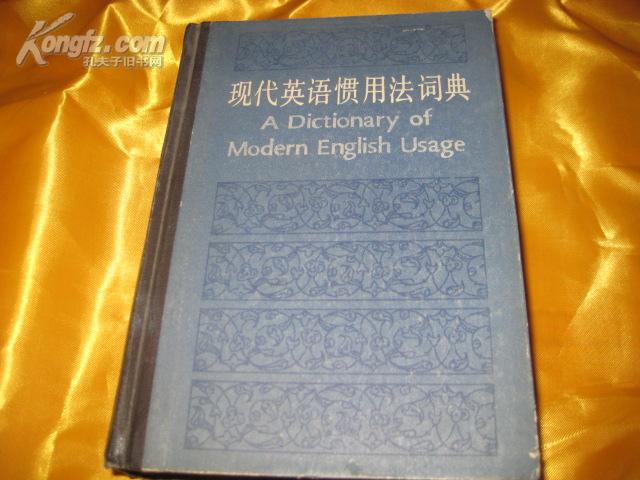 Kongfz.com
孔夫子旧书网
现代英语惯用法词典
A Dictionary of
Modern English Usage